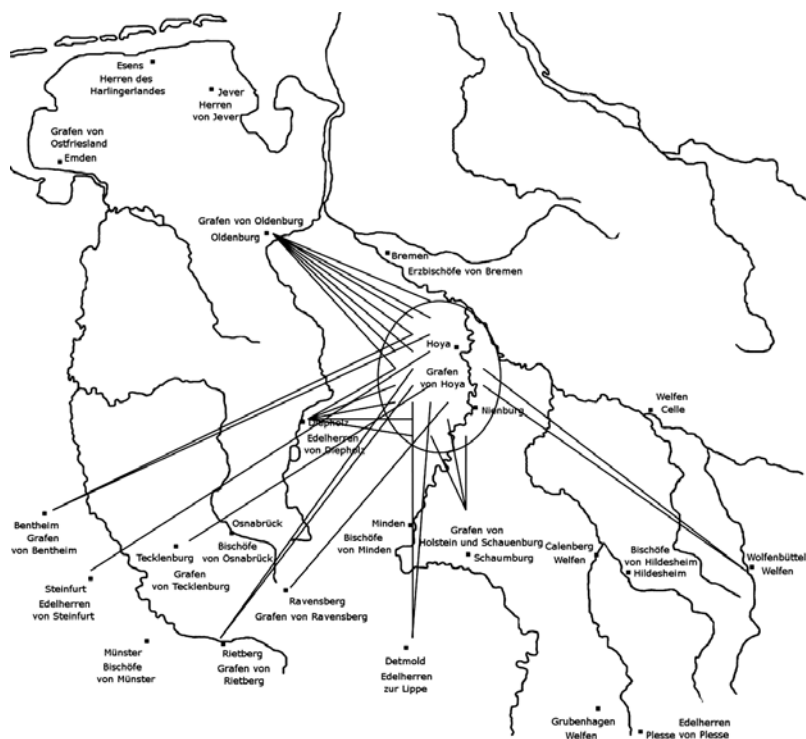 Esens
Herren des
Harlingerlandes
Jever
Herren
von Jever
Grafen von
Ostfriesland
Emden
Grafen von Oldenburg
Oldenburg
Bremen
Erzbischöfe von Bremen
Hoya
Grafen
von Hoya
Nienburg
Welfen
Celle
Diepholz
Edelherren
von Diepholz
Bentheim
Grafen
von Bentheim
Osnabrück
Bischöfe
von Osnabrück
Tecklenburg
Grafen
von Tecklenburg
Minden
Bischöfe
von Minden
Grafen von
Holstein und Schauenburg
Schaumburg
Calenberg
Welfen
Bischöfe
von Hildesheim
Hildesheim
Wolfenbüttel
Welfen
Steinfurt
Edelherren
von Steinfurt
Ravensberg
Grafen von Ravensberg
Münster
Bischöfe
von Münster
Rietberg
Grafen von
Rietberg
Detmold
Edelherren
zur Lippe
Grubenhagen
Welfen
Edelherren
Plesse von Plesse